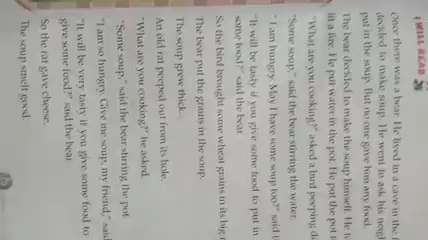 I WILL READ
Once there was a bear. He lived in a cave in the
decided to make soup. He went to ask his
put in the soup. But no one gave him any food.
The bear decided to make the soup himself. He
lit a fire. He put water in the pot. He put the pot
"What are you cooking?" asked a bird peeping
"Some soup," said the bear stirring the water.
"I am hungry. May I have some soup too?" said
"It will be tasty if you give some food to put in
some food?" said the bear.
So the bird brought some wheat grains in its big
The bear put the grains in the soup.
The soup grew thick.
An old rat peeped out from its hole.
"What are you cooking?" he asked.
"Some soup," said the bear stirring the pot.
"I am so hungry. Give me soup, my friend," said
"It will be very tasty if you give some food to
give some food?" said the bear.
So the rat gave cheese.
The soup smelt good.